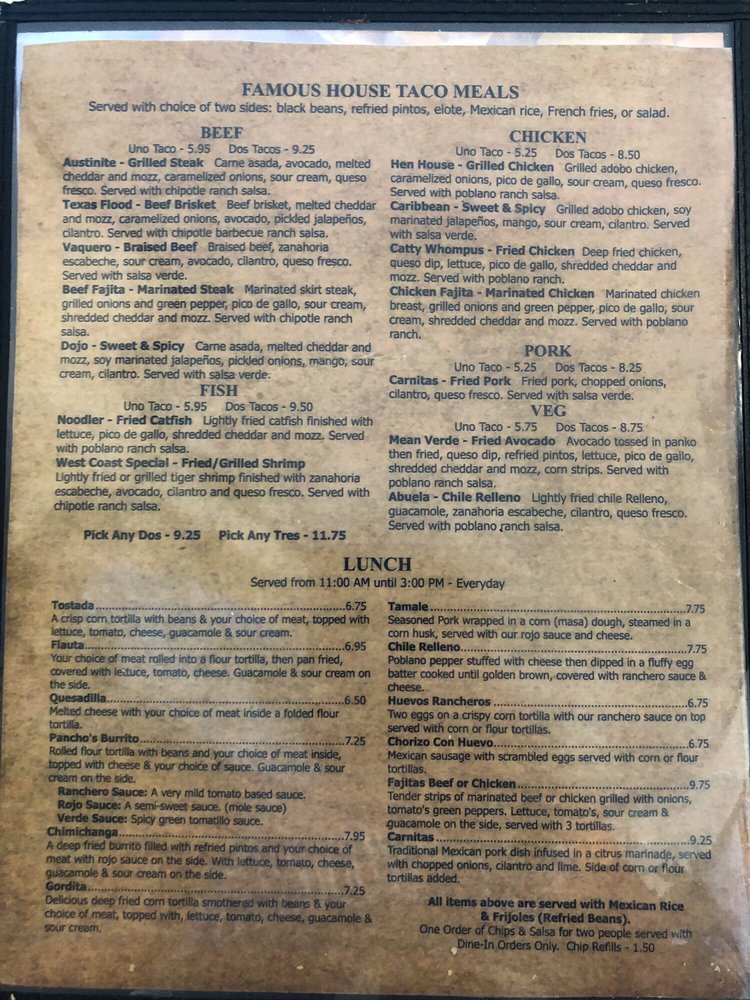 FAMOUS HOUSE TACO MEALS
Served with choice of two sides: black beans, refried pintos, elote, Mexican rice, French fries, or salad.
BEEF
Uno Taco - 5.95 Dos Tacos - 9.25
Austinite - Grilled Steak Carne asada, avocado, melted
cheddar and mozz, caramelized onions, sour cream, queso
fresco. Served with chipotle ranch salsa.
Texas Flood - Beef Brisket Beef brisket, melted cheddar
and mozz, caramelized onions, avocado, pickled jalapeños,
cilantro. Served with chipotle barbecue ranch salsa.
Vaquero - Braised Beef Braised beef, zanahoria
escabeche, sour cream, avocado, cilantro, queso fresco.
Served with salsa verde.
Beef Fajita - Marinated Steak Marinated skirt steak,
grilled onions and green pepper, pico de gallo, sour cream,
shredded cheddar and mozz. Served with chipotle ranch
salsa.
Dojo - Sweet & Spicy Carne asada, melted cheddar and
mozz, soy marinated jalapeños, pickled onions, mango, sour
cream, cilantro. Served with salsa verde.
FISH
Uno Taco - 5.95 Dos Tacos - 9.50
Noodler - Fried Catfish Lightly fried catfish finished with
lettuce, pico de gallo, shredded cheddar and mozz. Served
with poblano ranch salsa.
West Coast Special - Fried/Grilled Shrimp
Lightly fried or grilled tiger shrimp finished with zanahoria
escabeche, avocado, cilantro and queso fresco. Served with
chipotle ranch salsa.
Pick Any Dos - 9.25 Pick Any Tres - 11.75
CHICKEN
Uno Taco - 5.25 Dos Tacos - 8.50
Hen House - Grilled Chicken Grilled adobo chicken,
caramelized onions, pico de gallo, sour cream, queso fresco.
Served with poblano ranch salsa.
Caribbean - Sweet & Spicy Grilled adobo chicken, soy
marinated jalapeños, mango, sour cream, cilantro. Served
with salsa verde.
Catty Whompus - Fried Chicken Deep fried chicken,
queso dip, lettuce, pico de gallo, shredded cheddar and
mozz. Served with poblano ranch.
Chicken Fajita - Marinated Chicken Marinated chicken
breast, grilled onions and green pepper, pico de gallo, sour
cream, shredded cheddar and mozz. Served with poblano
ranch.
PORK
Uno Taco - 5.25 Dos Tacos - 8.25
Carnitas - Fried Pork Fried pork, chopped onions,
cilantro, queso fresco. Served with salsa verde.
VEG
Uno Taco - 5.75 Dos Tacos - 8.75
Mean Verde - Fried Avocado Avocado tossed in panko
then fried, queso dip, refried pintos, lettuce, pico de gallo,
shredded cheddar and mozz, corn strips. Served with
poblano ranch salsa.
Abuela - Chile Relleno Lightly fried chile Relleno,
guacamole, zanahoria escabeche, cilantro, queso fresco.
Served with poblano ranch salsa.
LUNCH
Served from 11:00 AM until 3:00 PM - Everyday
Tostada 6.75
A crisp corn tortilla with beans & your choice of meat, topped with
lettuce, tomato, cheese, guacamole & sour cream.
Flauta 6.95
Your choice of meat rolled into a flour tortilla, then pan fried,
covered with lettuce, tomato, cheese. Guacamole & sour cream on
the side.
Quesadilla 6.50
Melted cheese with your choice of meat inside a folded flour
tortilla.
Pancho's Burrito 7.25
Rolled flour tortilla with beans and your choice of meat inside,
topped with cheese & your choice of sauce. Guacamole & sour
cream on the side.
Ranchero Sauce: A very mild tomato based sauce.
Rojo Sauce: A semi-sweet sauce. (mole sauce)
Verde Sauce: Spicy green tomatillo sauce.
Chimichanga 7.95
A deep fried burrito filled with refried pintos and your choice of
meat with rojo sauce on the side. With lettuce, tomato, cheese,
guacamole & sour cream on the side.
Gordita 7.25
Delicious deep fried corn tortilla smothered with beans & your
choice of meat, topped with, lettuce, tomato, cheese, guacamole &
sour cream.
Tamale 7.75
Seasoned Pork wrapped in a corn (masa) dough, steamed in a
corn husk, served with our rojo sauce and cheese.
Chile Relleno 7.75
Poblano pepper stuffed with cheese then dipped in a fluffy egg
batter cooked until golden brown, covered with ranchero sauce &
cheese.
Huevos Rancheros 6.75
Two eggs on a crispy corn tortilla with our ranchero sauce on top
served with corn or flour tortillas.
Chorizo Con Huevo 6.75
Mexican sausage with scrambled eggs served with corn or flour
tortillas.
Fajitas Beef or Chicken 9.75
Tender strips of marinated beef or chicken grilled with onions,
tomato's green peppers. Lettuce, tomato's, sour cream &
guacamole on the side, served with 3 tortillas.
Carnitas 9.25
Traditional Mexican pork dish infused in a citrus marinade, served
with chopped onions, cilantro and lime. Side of corn or flour
tortillas added.
All items above are served with Mexican Rice
& Frijoles (Refried Beans).
One Order of Chips & Salsa for two people served with
Dine-In Orders Only. Chip Refills - 1.50